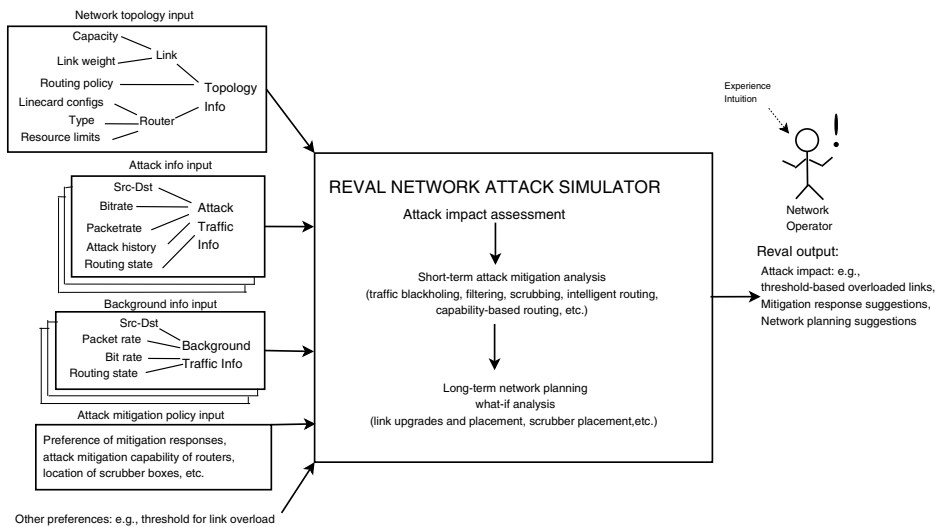 Network topology input
Capacity
Link
Link weight
Routing policy
Topology
Info
Linecard configs
Type
Router
Resource limits
Attack info input
Src-Dst
Bitrate
Attack
Packetrate
Traffic
Attack history
Info
Routing state
Background info input
Src-Dst
Packet rate
Background
Bit rate
Traffic Info
Routing state
Attack mitigation policy input
Preference of mitigation responses,
attack mitigation capability of routers,
location of scrubber boxes, etc.
Other preferences: e.g., threshold for link overload
REVAL NETWORK ATTACK SIMULATOR
Attack impact assessment
Short-term attack mitigation analysis
(traffic blackholing, filtering, scrubbing, intelligent routing,
capability-based routing, etc.)
Long-term network planning
what-if analysis
(link upgrades and placement, scrubber placement,etc.)
Experience
Intuition
!
Network
Operator
Reval output:
Attack impact: e.g.,
threshold-based overloaded links,
Mitigation response suggestions,
Network planning suggestions